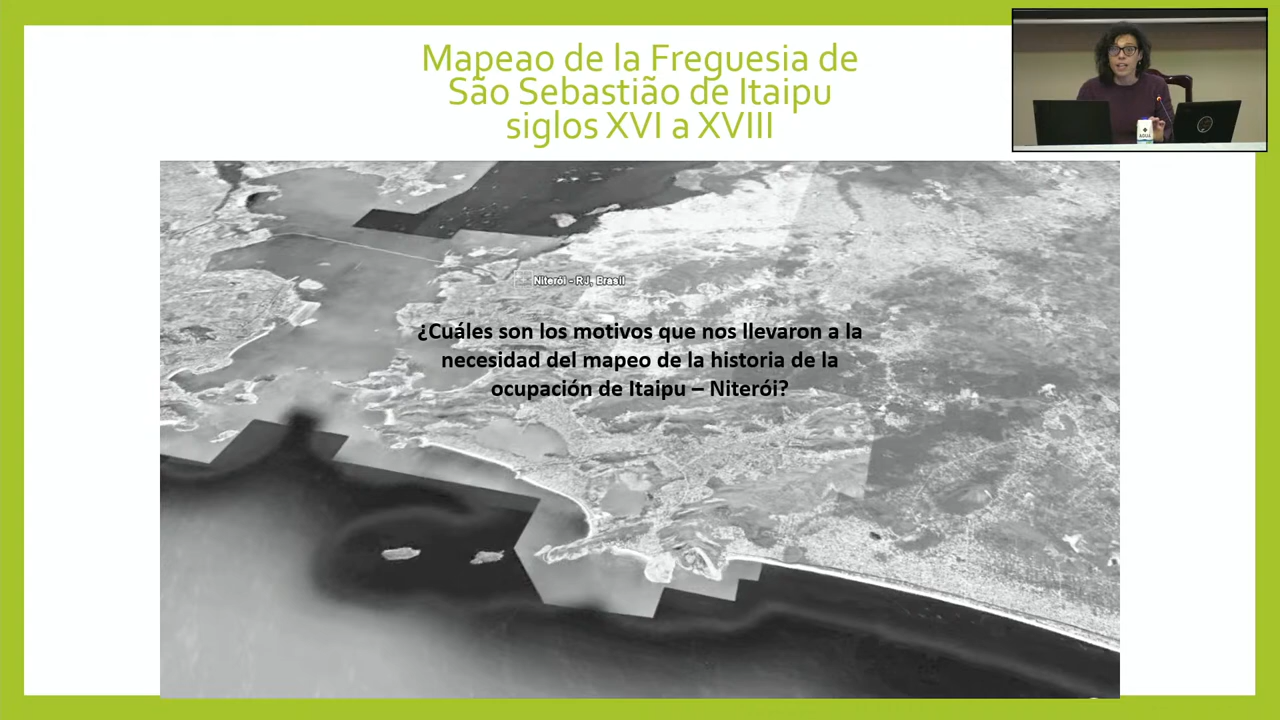 Mapeao de la Freguesia de
São Sebastião de Itaipu
siglos XVI a XVIII
Niterói - RJ, Brasil
¿Cuáles son los motivos que nos llevaron a la
necesidad del mapeo de la historia de la
ocupación de Itaipu – Niterói?